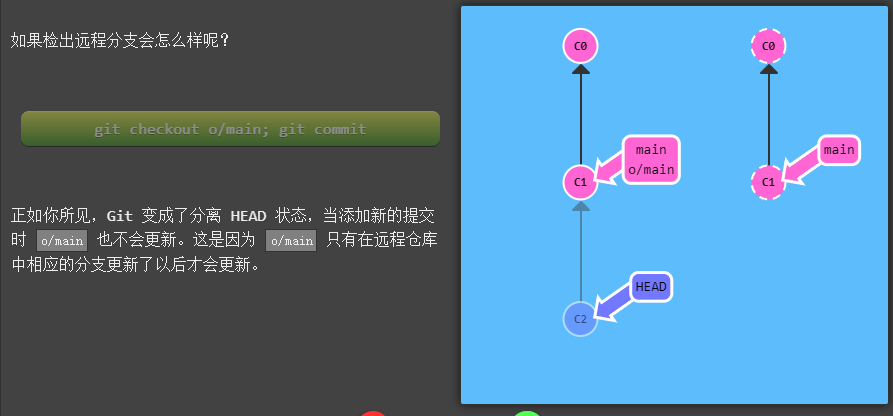 如果检出远程分支会怎么样呢？
git checkout o/main; git commit
正如你所见，Git 变成了分离 HEAD 状态，当添加新的提交
时 o/main 也不会更新。这是因为 o/main 只有在远程仓库
中相应的分支更新了以后才会更新。
C0
C0
main
o/main
main
C1
C1
HEAD
C2